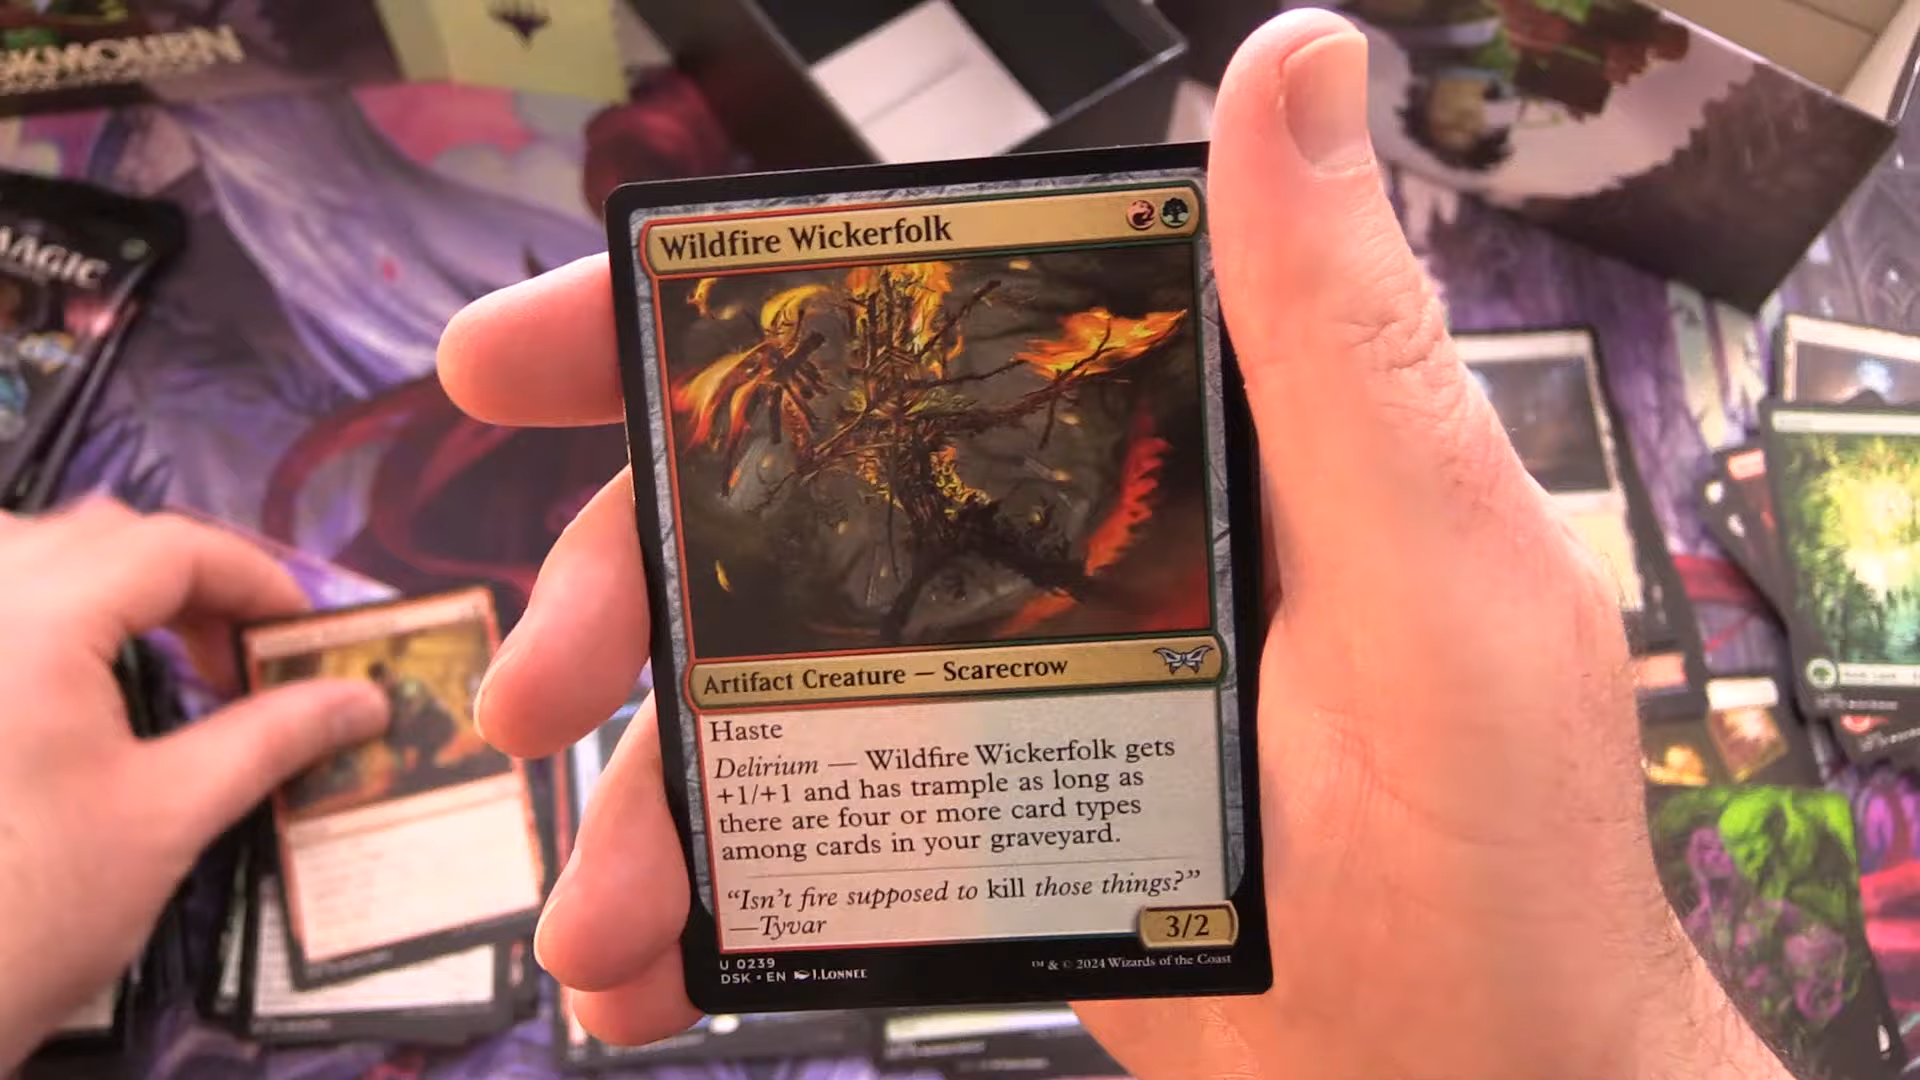 SKMOURN
MAGIC
Wildfire Wickerfolk
Artifact Creature — Scarecrow
Haste
Delirium — Wildfire Wickerfolk gets
+1/+1 and has trample as long as
there are four or more card types
among cards in your graveyard.
“Isn’t fire supposed to kill those things?”
—Tyvar
3/2
U 0239
DSK • EN I.LONNEE
™ & © 2024 Wizards of the Coast